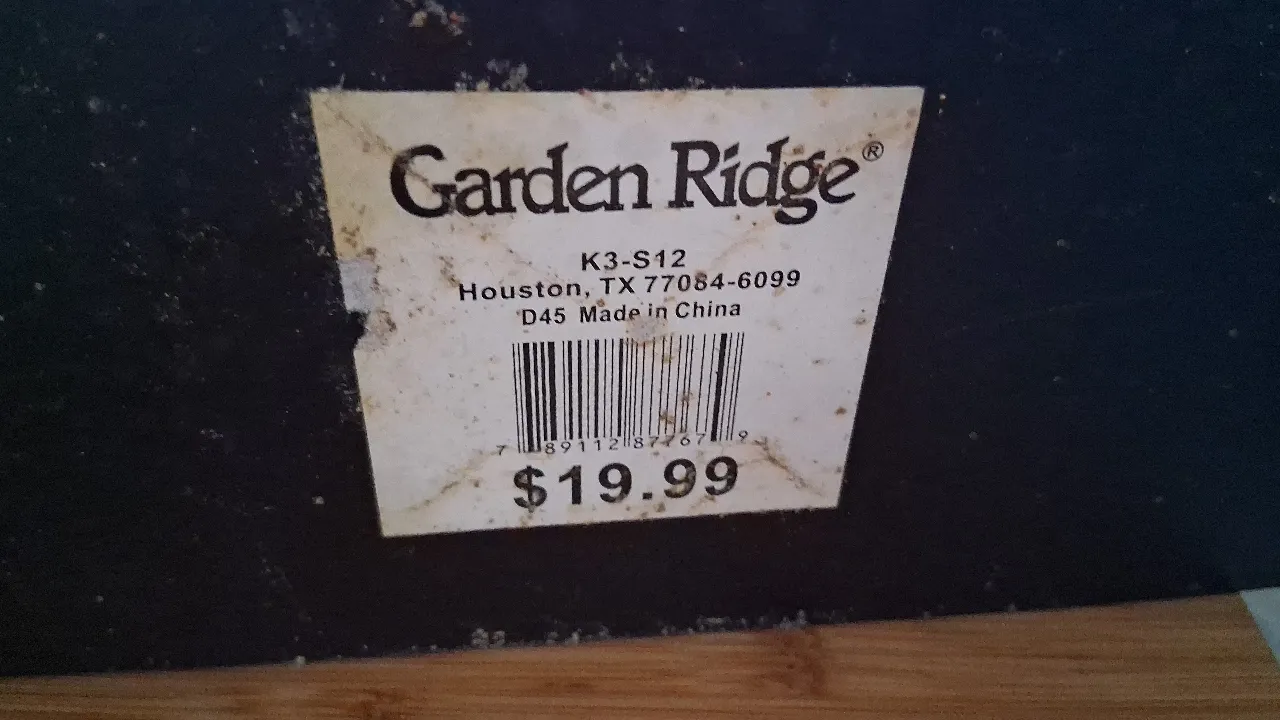 Garden Ridge®
K3-S12
Houston, TX 77084-6099
D45 Made in China
7 89112 87767 9
$19.99